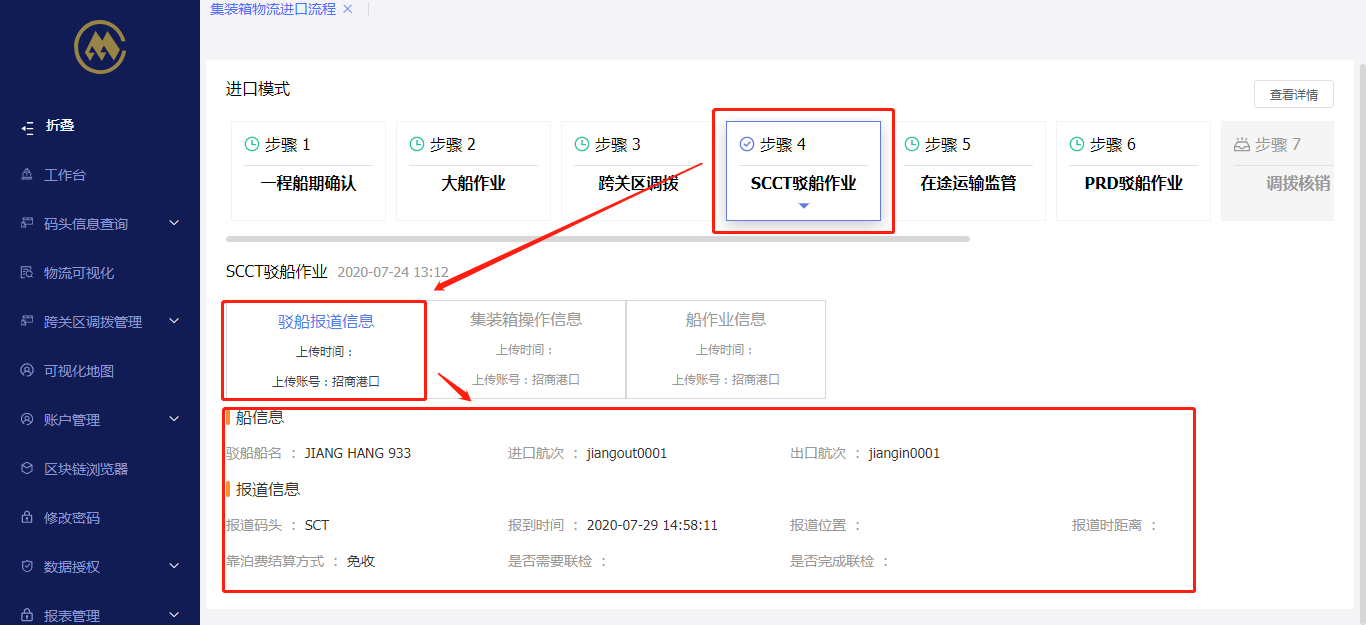 集装箱物流进口流程 ×
折叠
工作台
码头信息查询
物流可视化
跨关区调拨管理
可视化地图
账户管理
区块链浏览器
修改密码
数据授权
报表管理
进口模式
查看详情
步骤 1
一程船期确认
步骤 2
大船作业
步骤 3
跨关区调拨
步骤 4
SCCT驳船作业
步骤 5
在途运输监管
步骤 6
PRD驳船作业
步骤 7
调拨核销
SCCT驳船作业 2020-07-24 13:12
驳船报道信息
上传时间：
上传账号：招商港口
集装箱操作信息
上传时间：
上传账号：招商港口
船作业信息
上传时间：
上传账号：招商港口
船信息
驳船船名 ： JIANG HANG 933 进口航次 ： jiangout0001 出口航次 ： jiangin0001
报道信息
报道码头 ： SCT 报到时间 ： 2020-07-29 14:58:11 报道位置 ： 报道时距离 ：
靠泊费结算方式 ： 免收 是否需要联检 ： 是否完成联检 ：